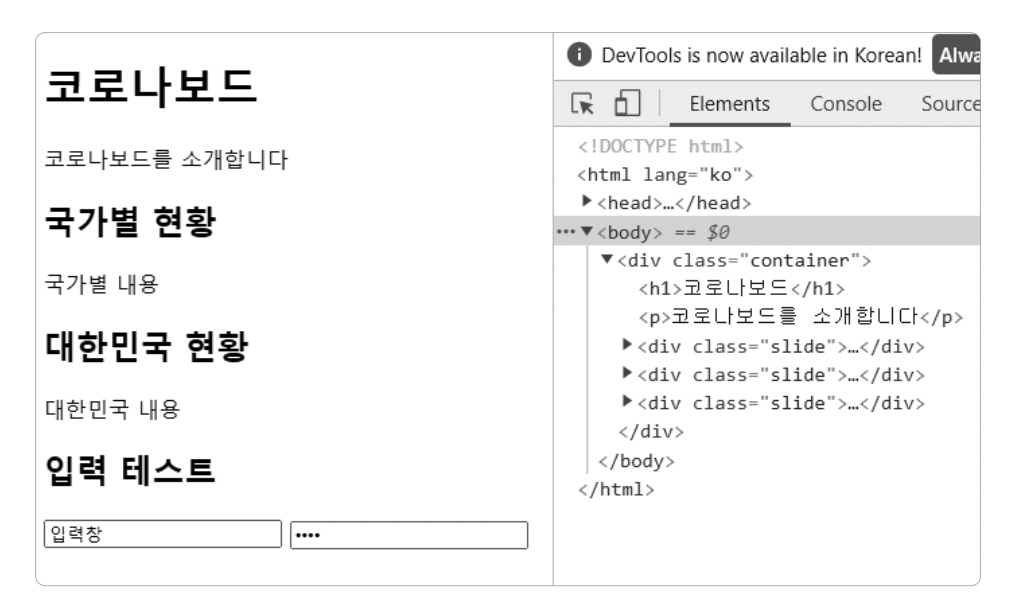 코로나보드
코로나보드를 소개합니다
국가별 현황
국가별 내용
대한민국 현황
대한민국 내용
입력 테스트
입력창 ••••
DevTools is now available in Korean! Alwa
Elements Console Source
<!DOCTYPE html>
<html lang="ko">
▶<head>…</head>
••• ▼<body> == $0
▼<div class="container">
<h1>코로나보드</h1>
<p>코로나보드를 소개합니다</p>
▶<div class="slide">…</div>
▶<div class="slide">…</div>
▶<div class="slide">…</div>
</div>
</body>
</html>